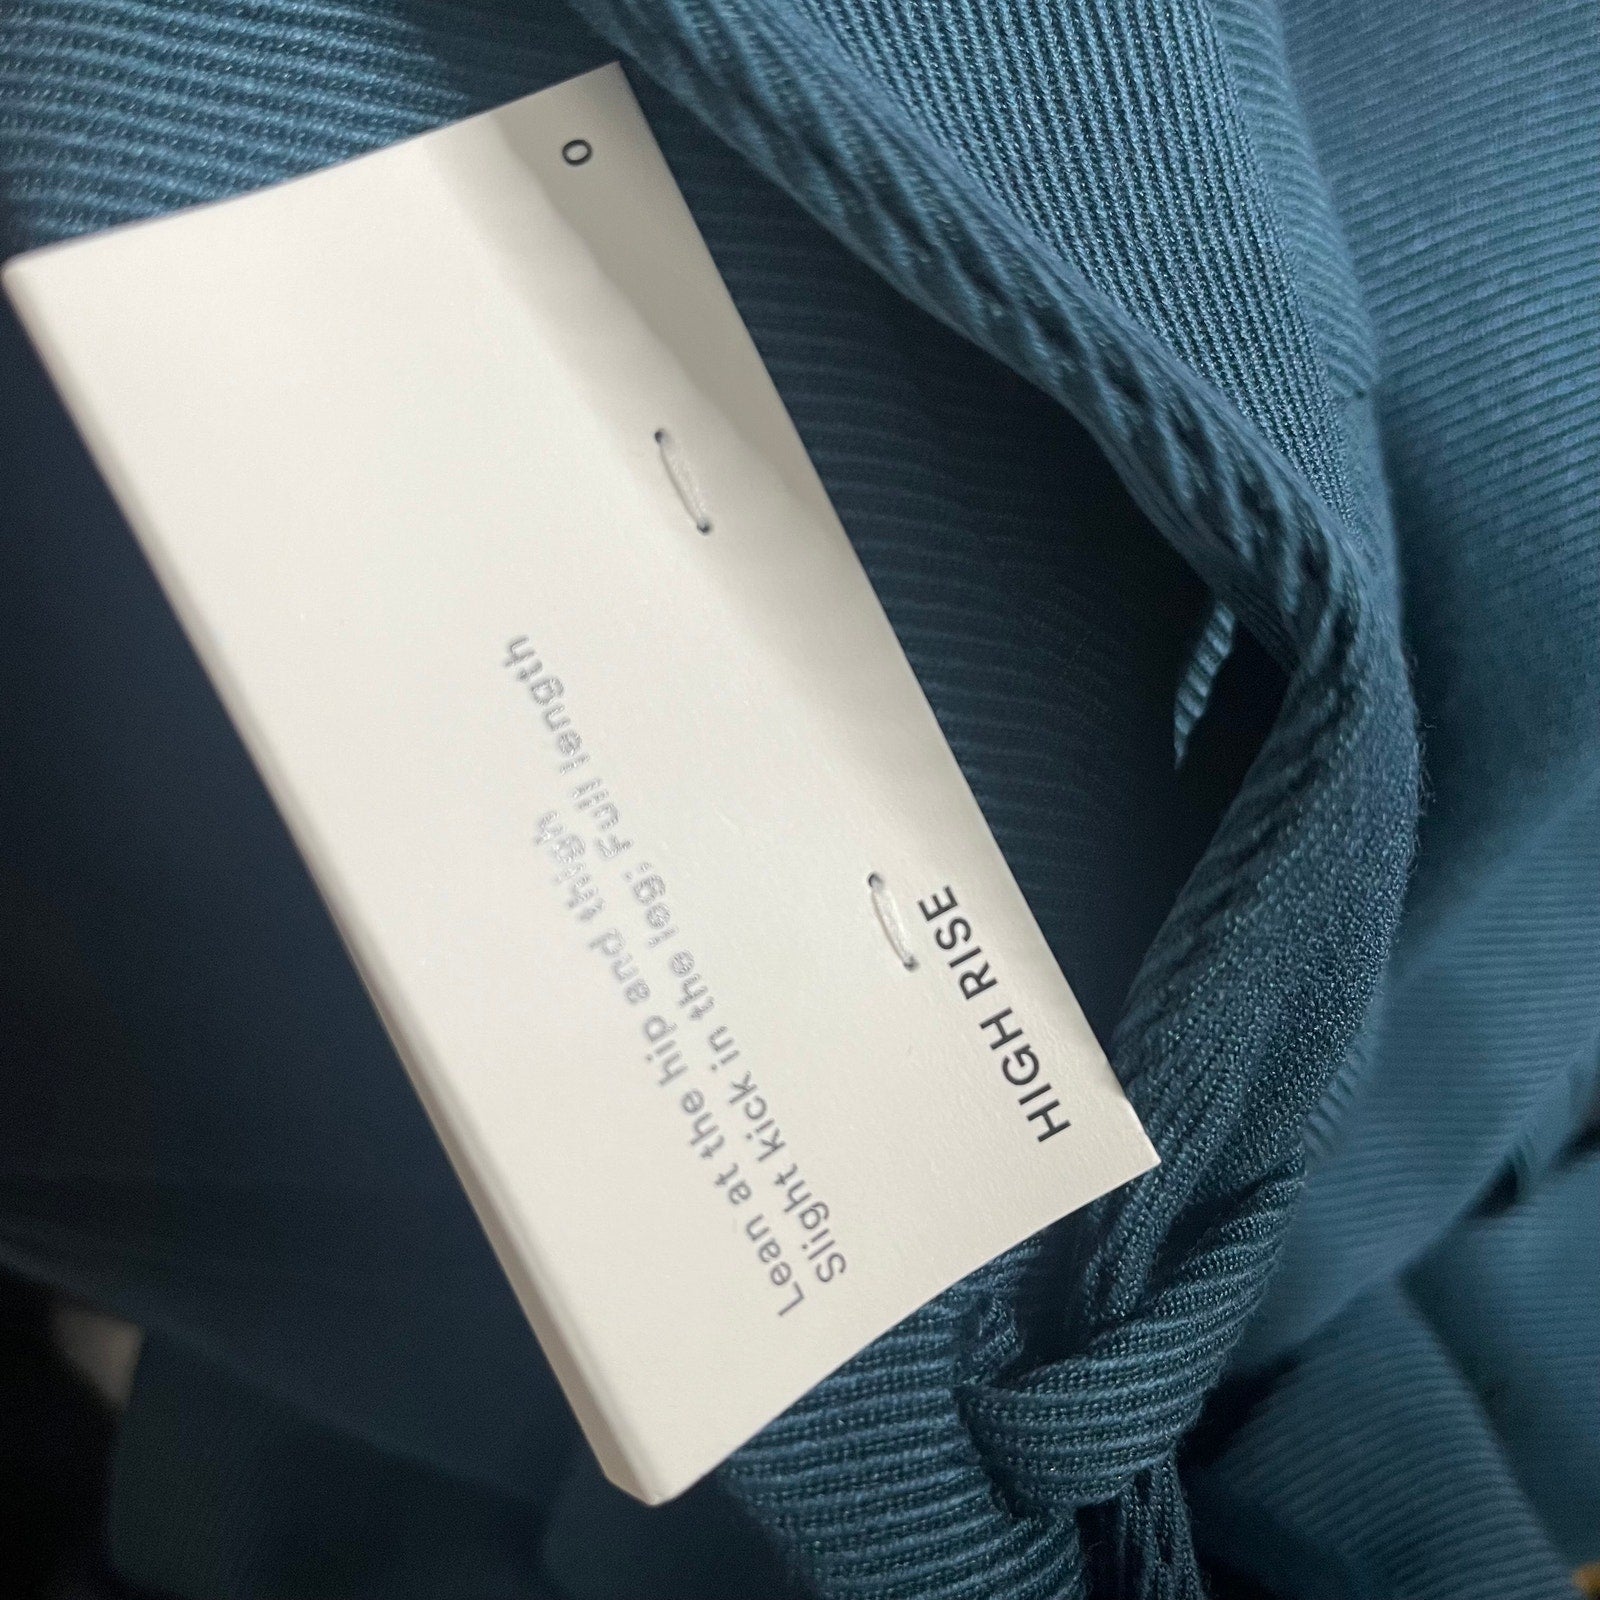 HIGH RISE
0
Lean at the hip and thigh
Slight kick in the leg; Full length